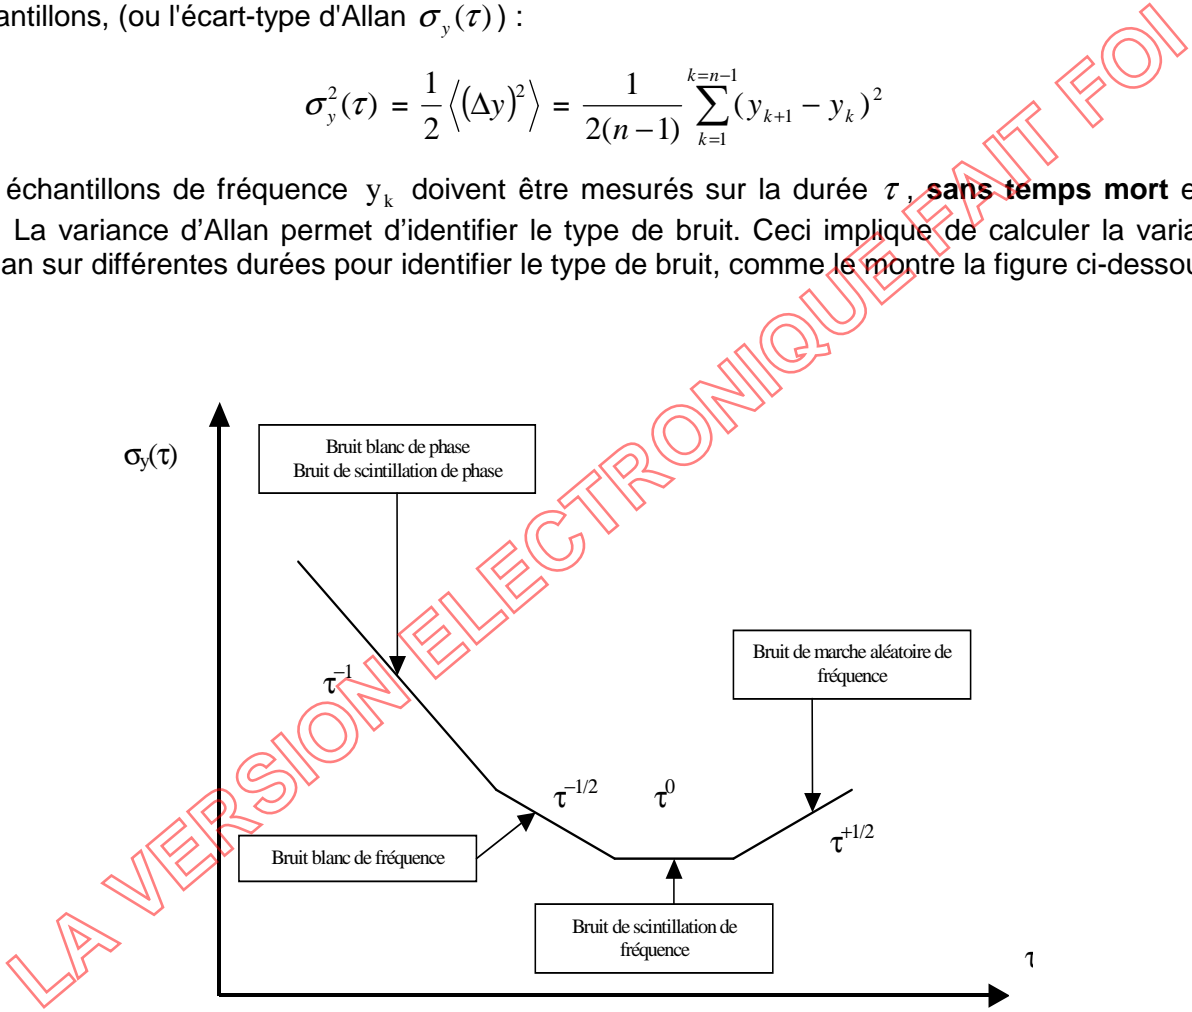 antillons, (ou l'écart-type d'Allan σ_y(τ)) :
σ_y^2(τ) = 1/2 ⟨(Δy)^2⟩ = 1/(2(n−1)) ∑_{k=1}^{k=n−1} (y_{k+1} − y_k)^2
échantillons de fréquence y_k doivent être mesurés sur la durée τ, sans temps mort e
La variance d’Allan permet d’identifier le type de bruit. Ceci implique de calculer la varia
an sur différentes durées pour identifier le type de bruit, comme le montre la figure ci-dessou
σ_y(τ)
Bruit blanc de phase
Bruit de scintillation de phase
τ^−1
Bruit de marche aléatoire de
fréquence
τ^−1/2
τ^0
τ^+1/2
Bruit blanc de fréquence
Bruit de scintillation de
fréquence
τ
LA VERSION ELECTRONIQUE FAIT FOI